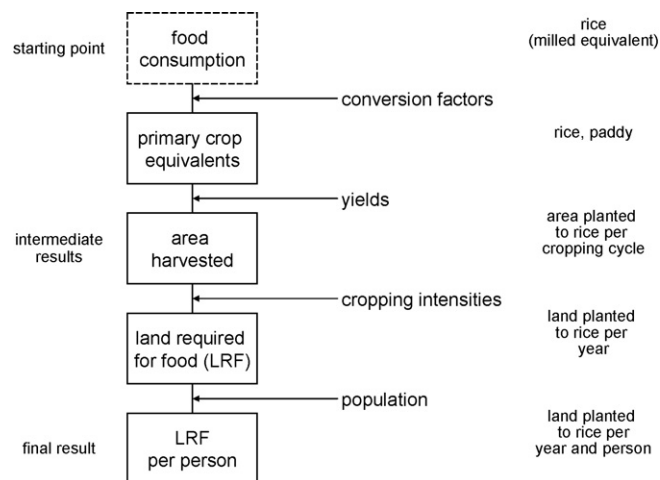 starting point
food
consumption
rice
(milled equivalent)
conversion factors
primary crop
equivalents
rice, paddy
yields
intermediate
results
area
harvested
area planted
to rice per
cropping cycle
cropping intensities
land required
for food (LRF)
land planted
to rice per
year
population
final result
LRF
per person
land planted
to rice per
year and person